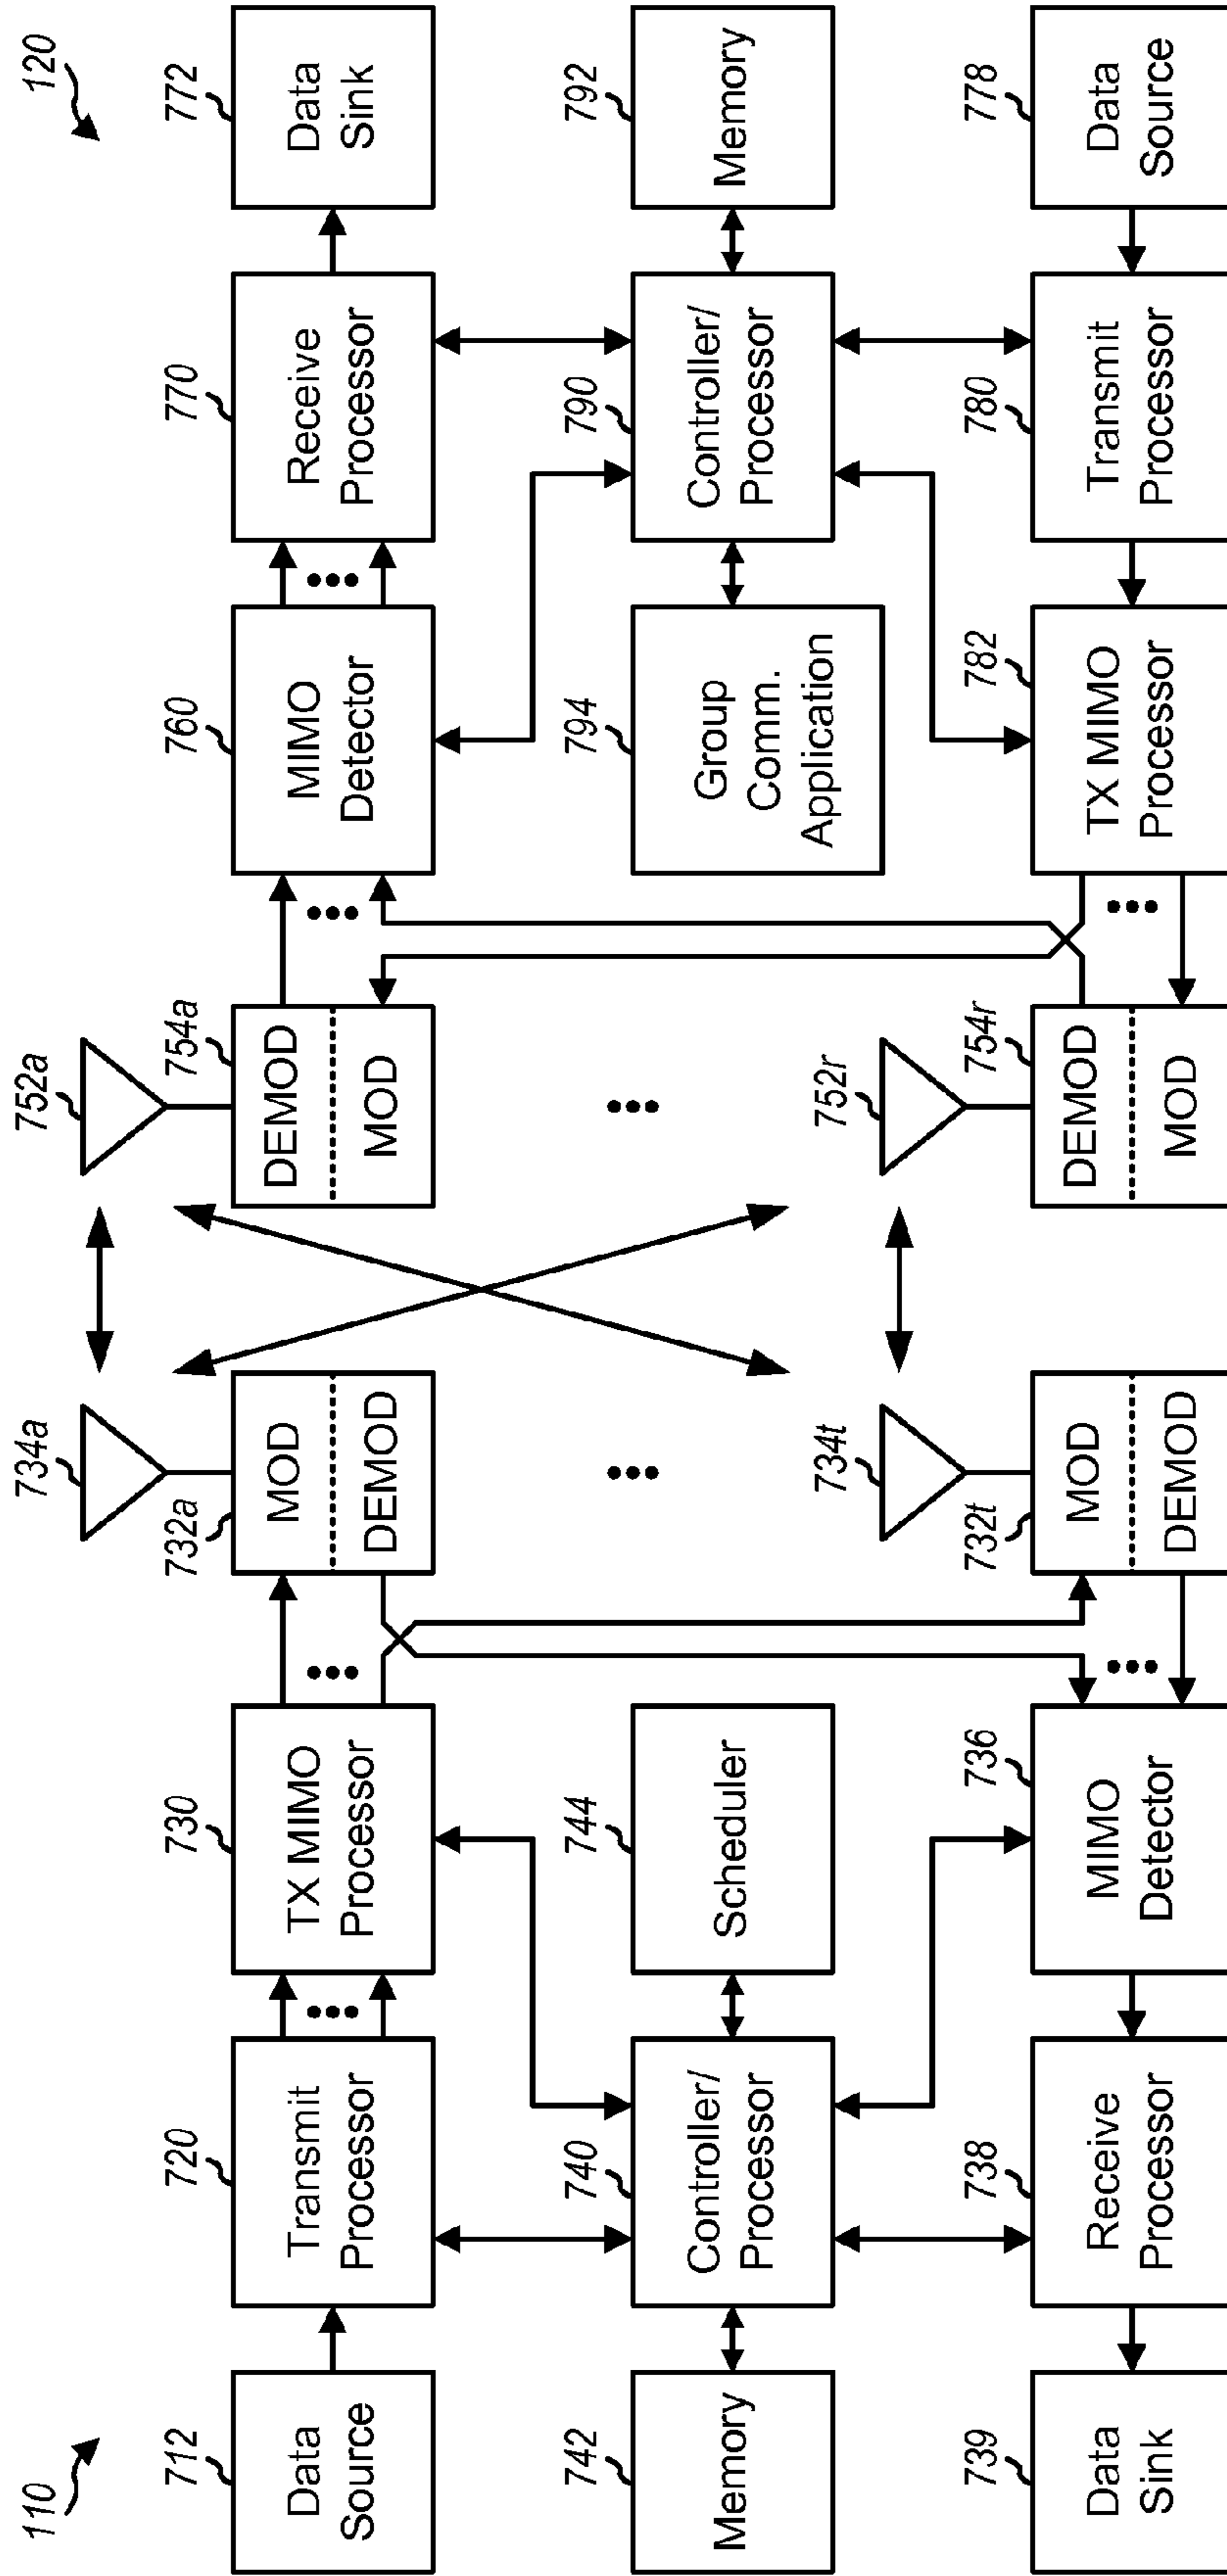 110
120
712
Data
Source
720
Transmit
Processor
730
TX MIMO
Processor
732a
MOD
DEMOD
734a
752a
754a
DEMOD
MOD
760
MIMO
Detector
770
Receive
Processor
772
Data
Sink
742
Memory
740
Controller/
Processor
744
Scheduler
794
Group
Comm.
Application
790
Controller/
Processor
792
Memory
739
Data
Sink
738
Receive
Processor
736
MIMO
Detector
732t
MOD
DEMOD
734t
752r
754r
DEMOD
MOD
782
TX MIMO
Processor
780
Transmit
Processor
778
Data
Source